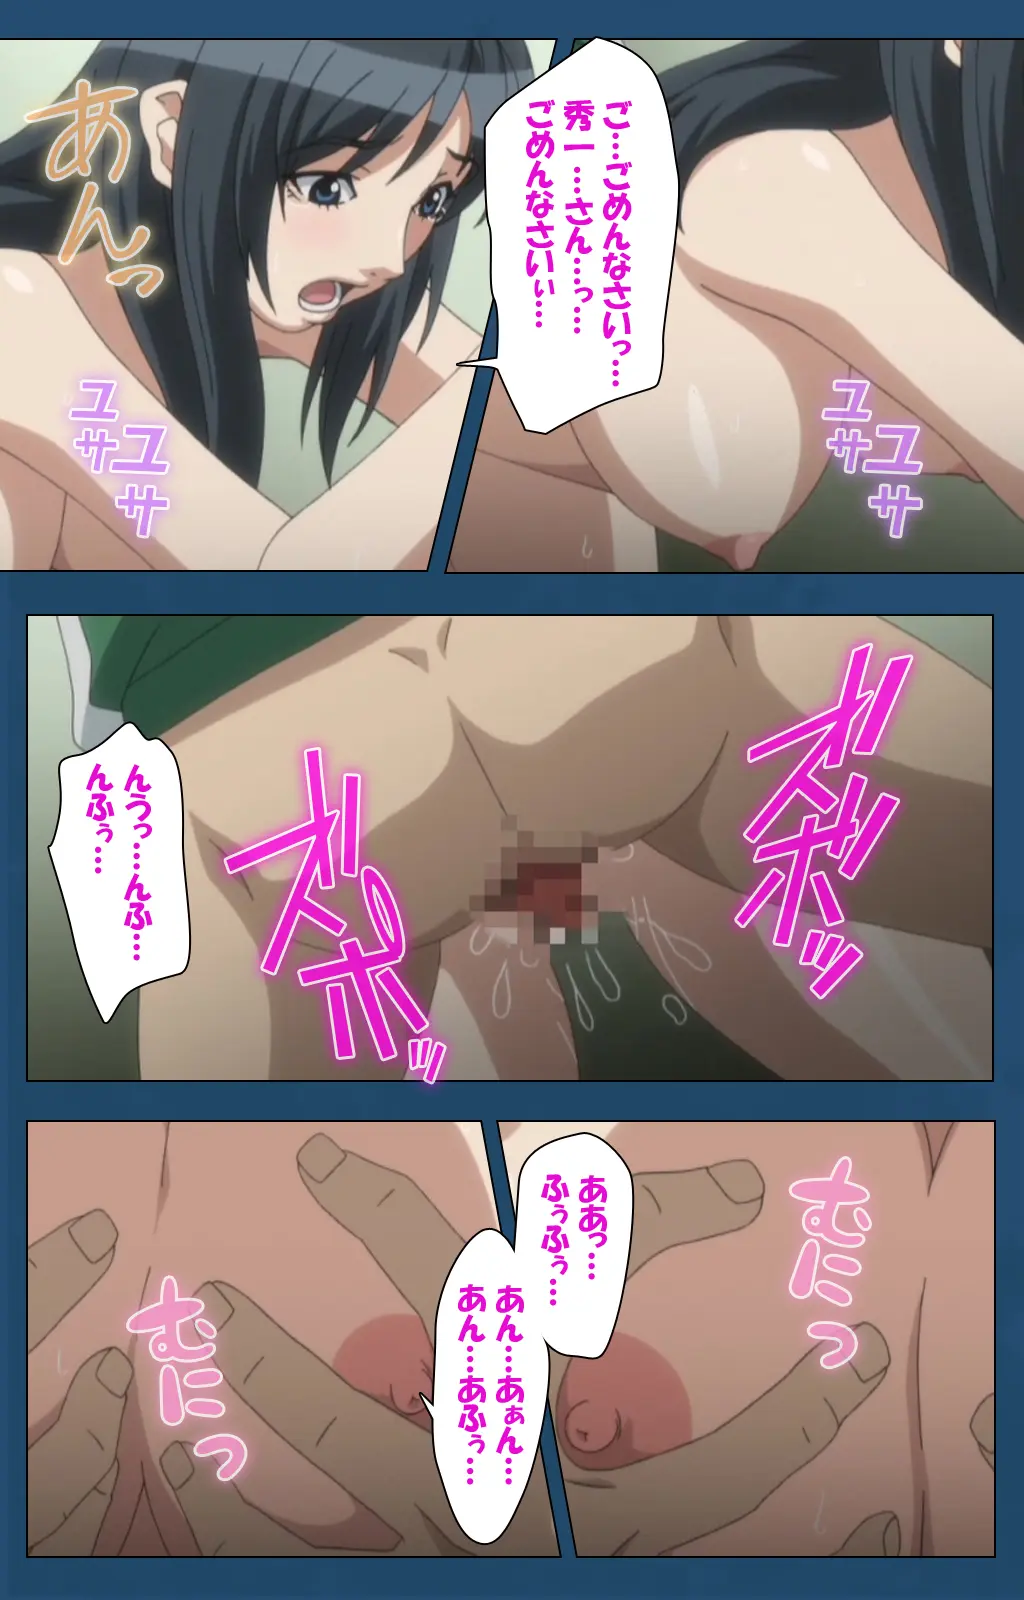 ご…ごめんなさいっ…
秀一…さん…っ…
ごめんなさいぃ…
あんっ
ユサ
ユサ
ユサ
ユサ
ズボッ
ズボッ
んうっ…んふ…
んふぅ…
ああっ…
ふぅふぅ…
あん…あぁん…
あん…あふぅ…
むにっ
むにっ